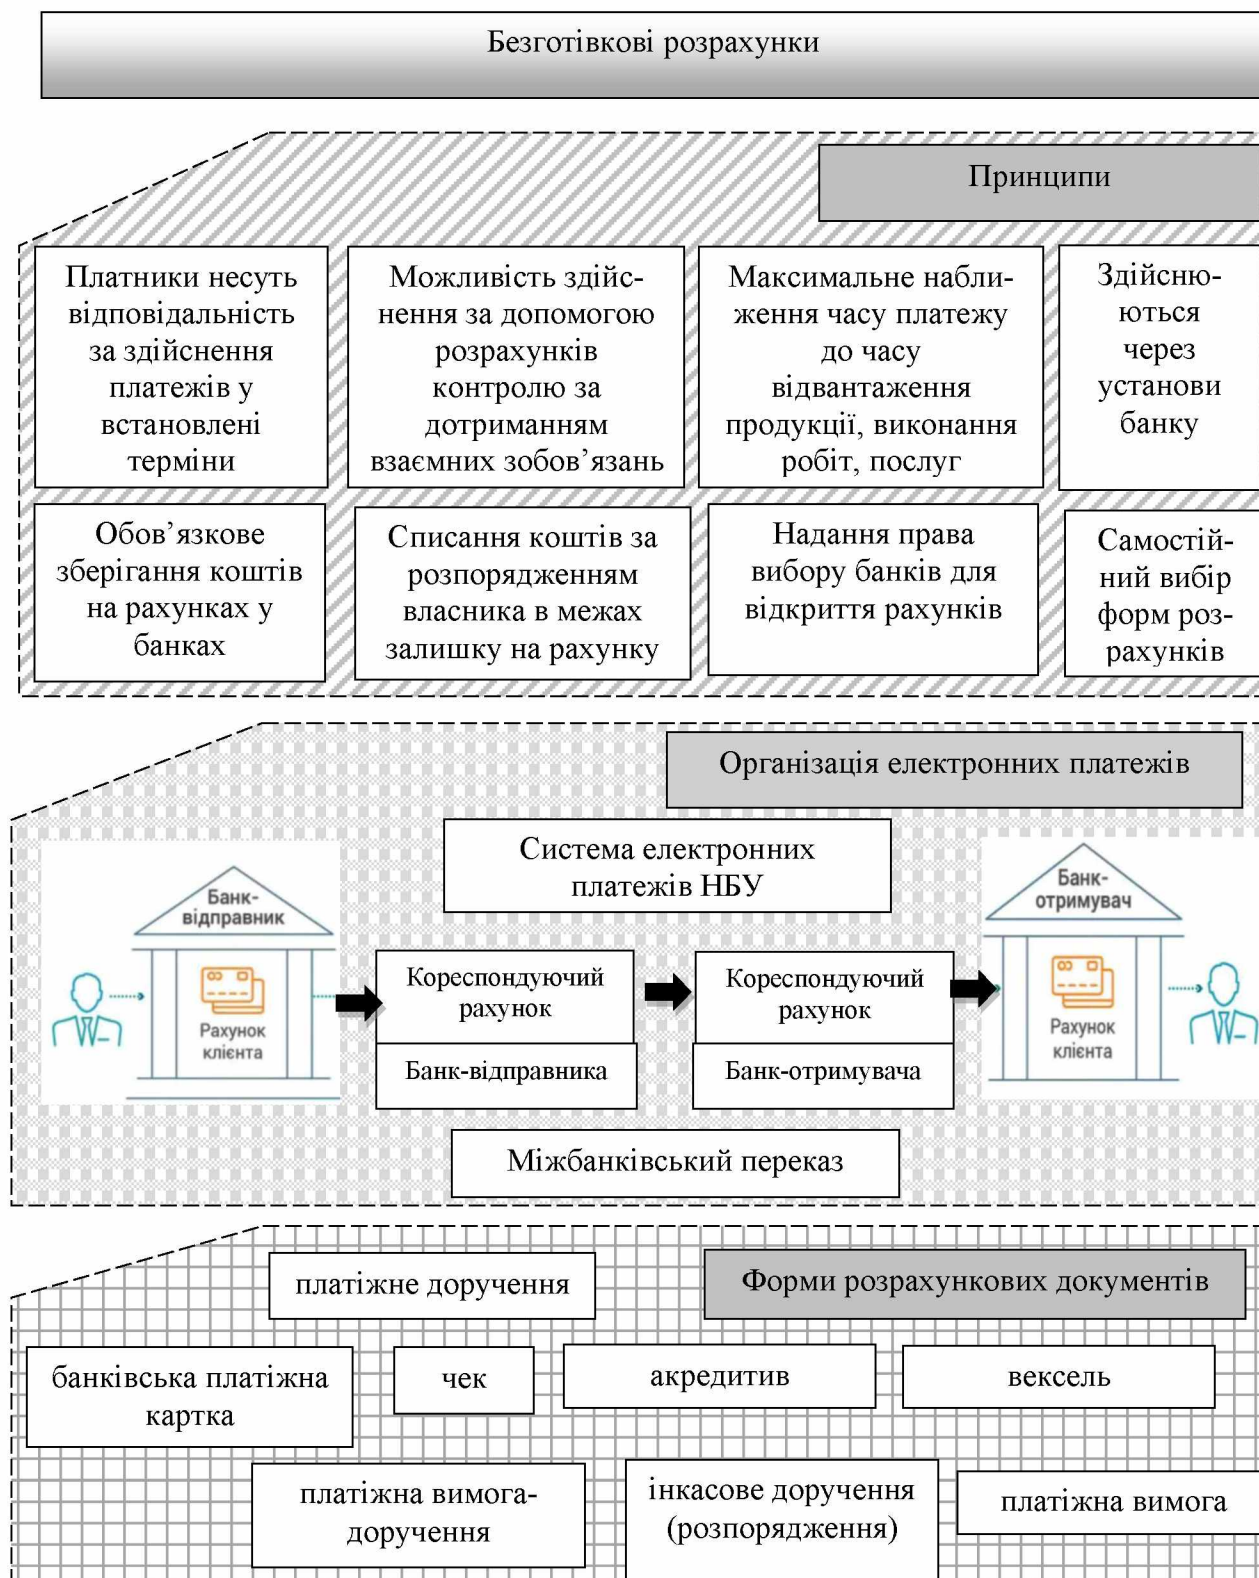 Безготівкові розрахунки
Принципи
Платники несуть
відповідальність
за здійснення
платежів у
встановлені
терміни
Можливість здійс-
нення за допомогою
розрахунків
контролю за
дотриманням
взаємних зобов’язань
Максимальне набли-
ження часу платежу
до часу
відвантаження
продукції, виконання
робіт, послуг
Здійсню-
ються
через
установи
банку
Обов’язкове
зберігання коштів
на рахунках у
банках
Списання коштів за
розпорядженням
власника в межах
залишку на рахунку
Надання права
вибору банків для
відкриття рахунків
Самостій-
ний вибір
форм роз-
рахунків
Організація електронних платежів
Система електронних
платежів НБУ
Банк-
відправник
Рахунок
клієнта
Кореспондуючий
рахунок
Банк-відправника
Кореспондуючий
рахунок
Банк-отримувача
Банк-
отримувач
Рахунок
клієнта
Міжбанківський переказ
платіжне доручення
Форми розрахункових документів
банківська платіжна
картка
чек
акредитив
вексель
платіжна вимога-
доручення
інкасове доручення
(розпорядження)
платіжна вимога